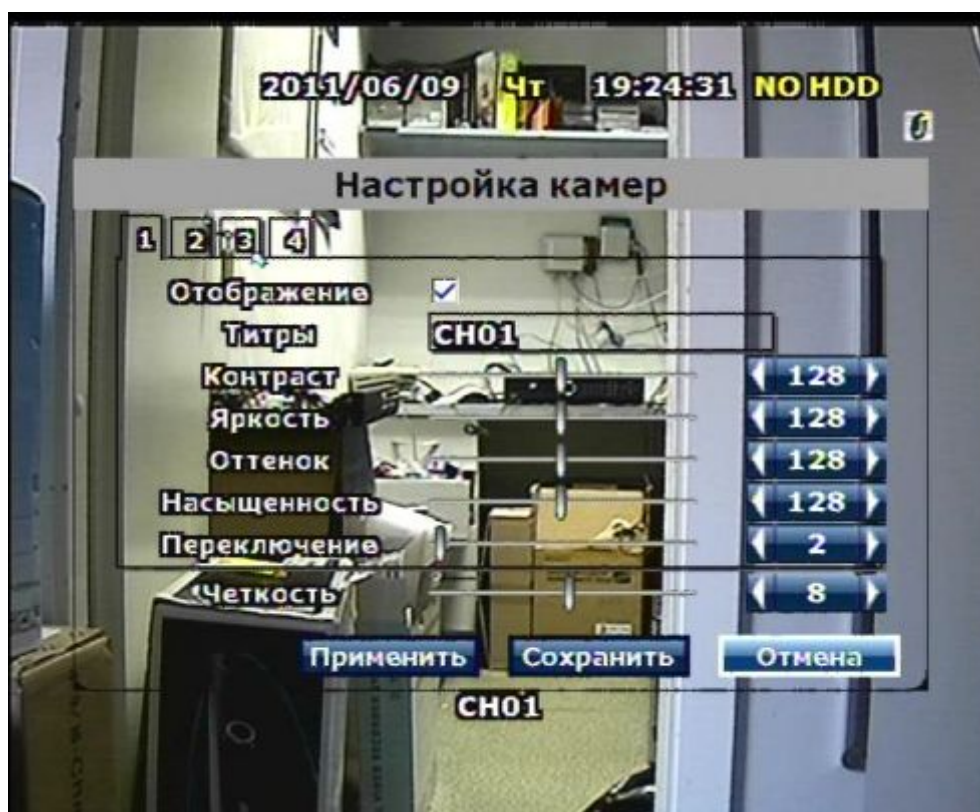 2011/06/09 Чт 19:24:31 NO HDD
Настройка камер
1 2 3 4
Отображение
Титры CH01
Контраст 128
Яркость 128
Оттенок 128
Насыщенность 128
Переключение 2
Четкость 8
Применить Сохранить Отмена
CH01